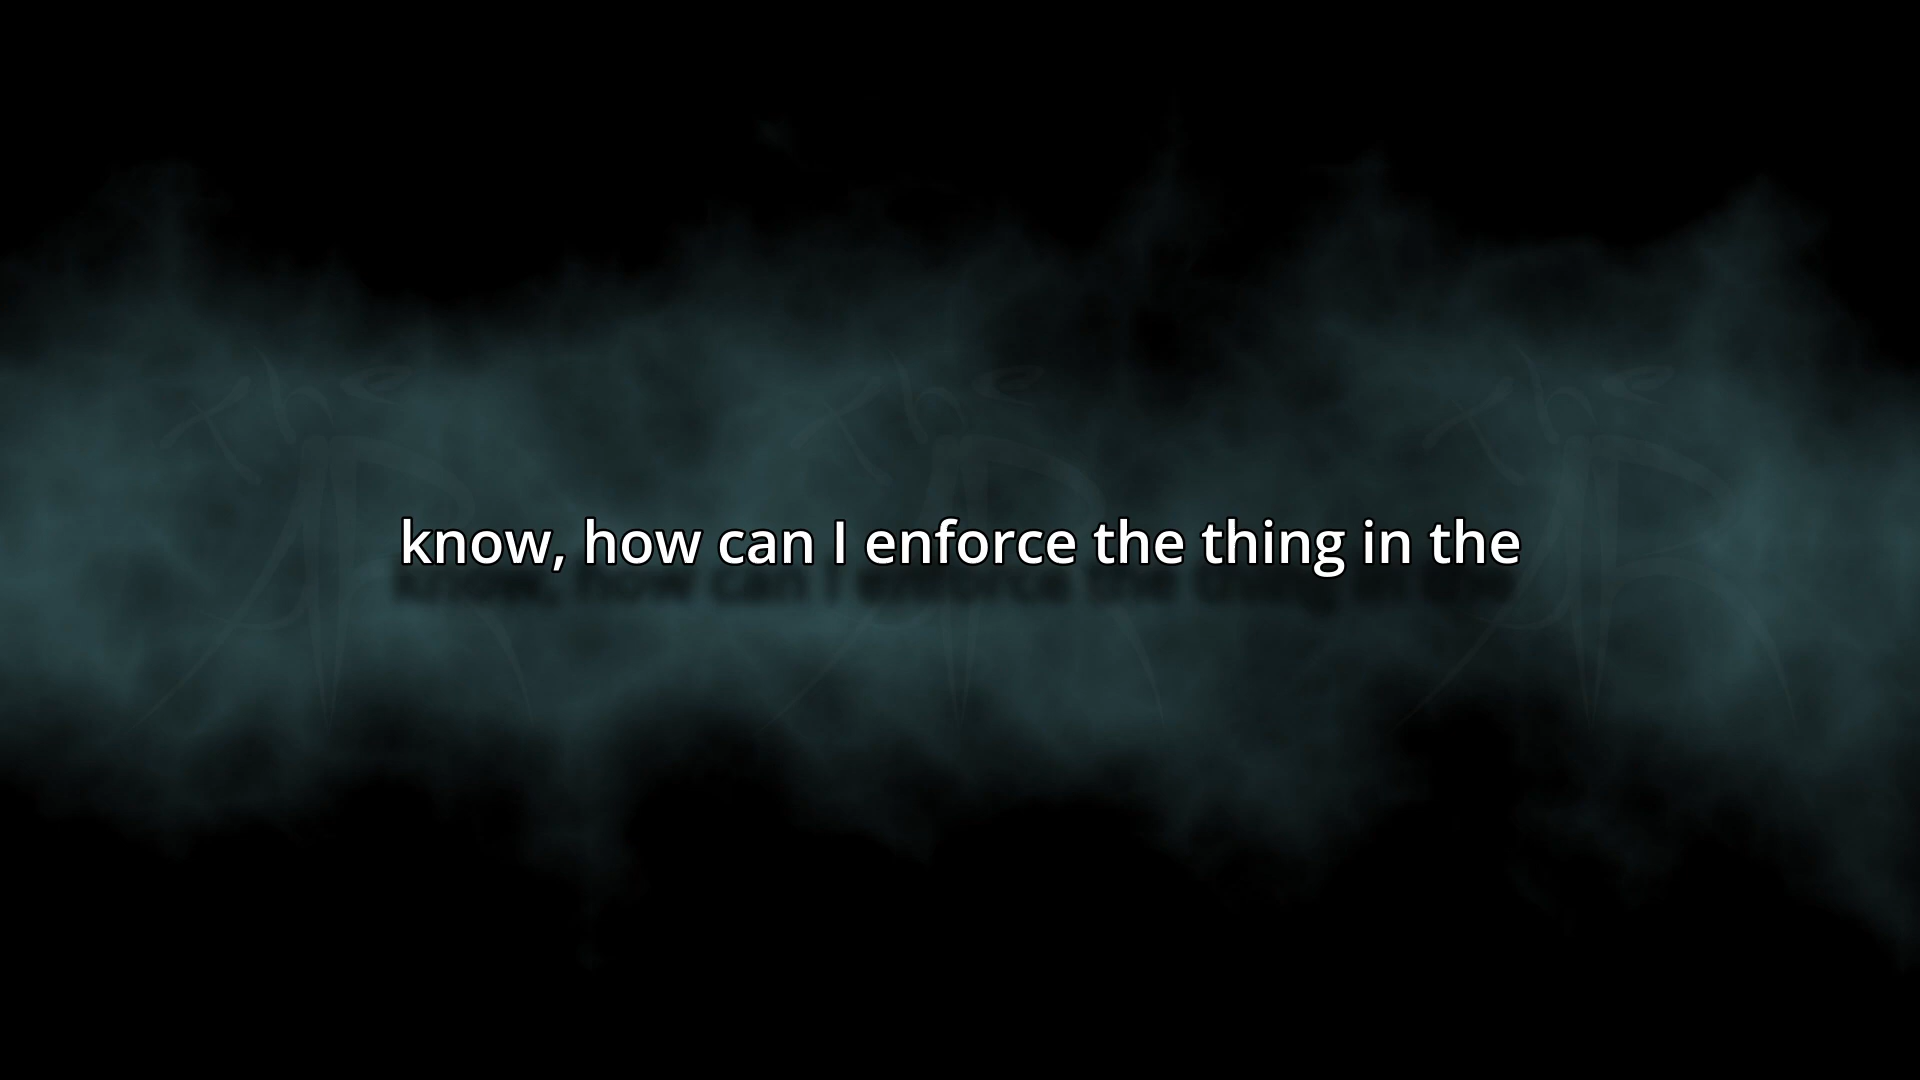 know, how can I enforce the thing in the